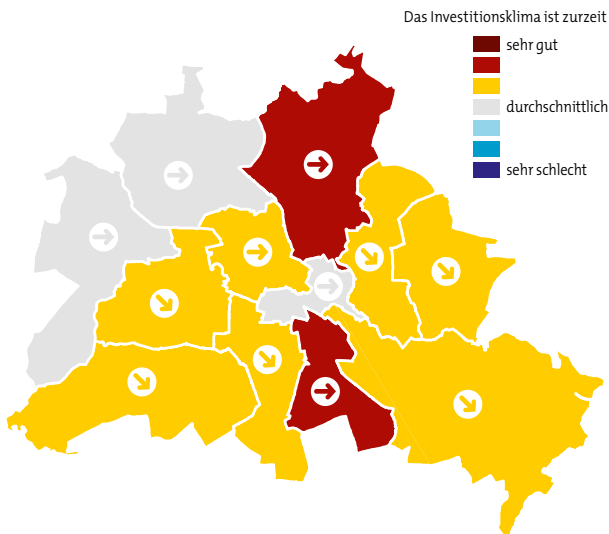 Das Investitionsklima ist zurzeit
sehr gut
durchschnittlich
sehr schlecht